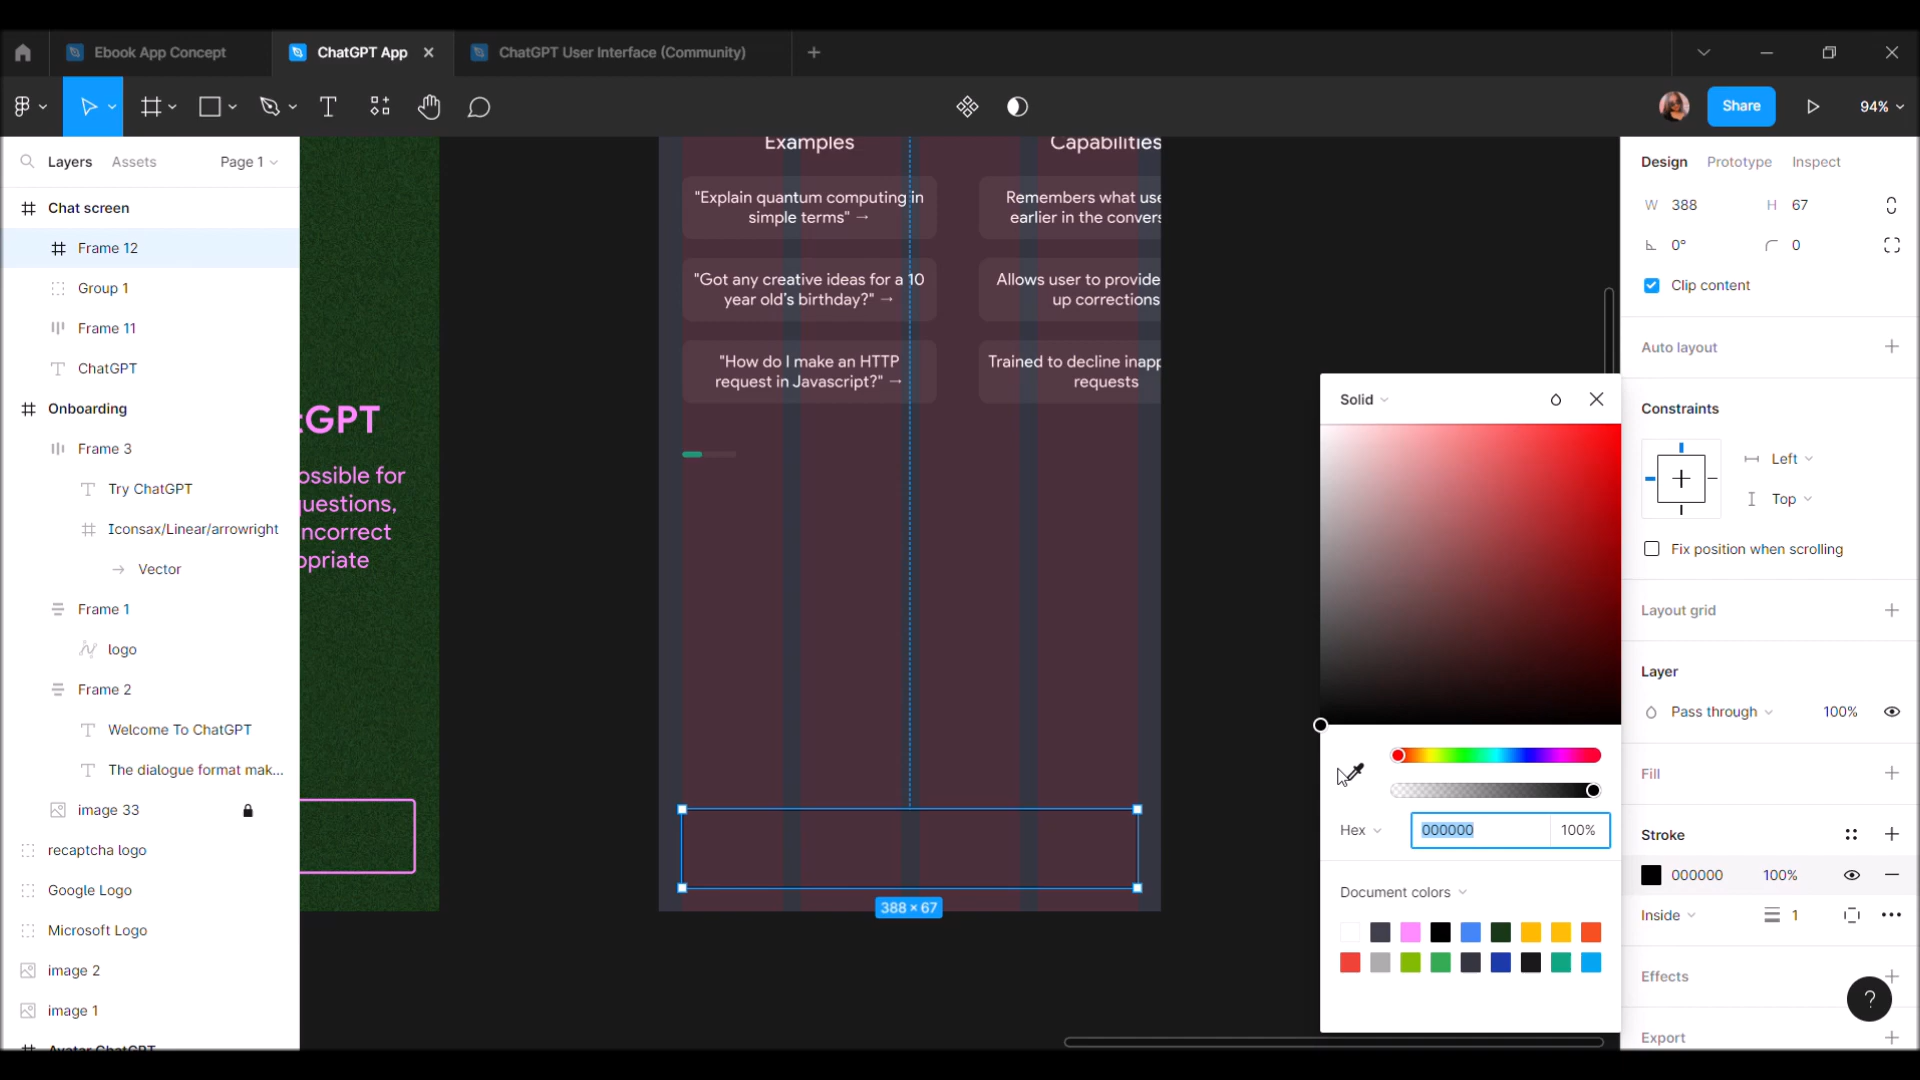 Ebook App Concept
ChatGPT App
ChatGPT User Interface (Community)
Share
94%
Layers
Assets
Page 1
Chat screen
Frame 12
Group 1
Frame 11
ChatGPT
Onboarding
Frame 3
Try ChatGPT
Iconsax/Linear/arrowright
Vector
Frame 1
logo
Frame 2
Welcome To ChatGPT
The dialogue format mak...
image 33
recaptcha logo
Google Logo
Microsoft Logo
image 2
image 1
Avatar ChatGPT
tGPT
ossible for
questions,
ncorrect
opriate
Examples
"Explain quantum computing in
simple terms" →
"Got any creative ideas for a 10
year old's birthday?" →
"How do I make an HTTP
request in Javascript?" →
Capabilities
Remembers what use
earlier in the convers
Allows user to provide
up corrections
Trained to decline inapp
requests
388 × 67
Solid
Hex
000000
100%
Document colors
Design
Prototype
Inspect
W 388
H 67
0°
0
Clip content
Auto layout
Constraints
Left
Top
Fix position when scrolling
Layout grid
Layer
Pass through
100%
Fill
Stroke
000000
100%
Inside
1
Effects
Export
?